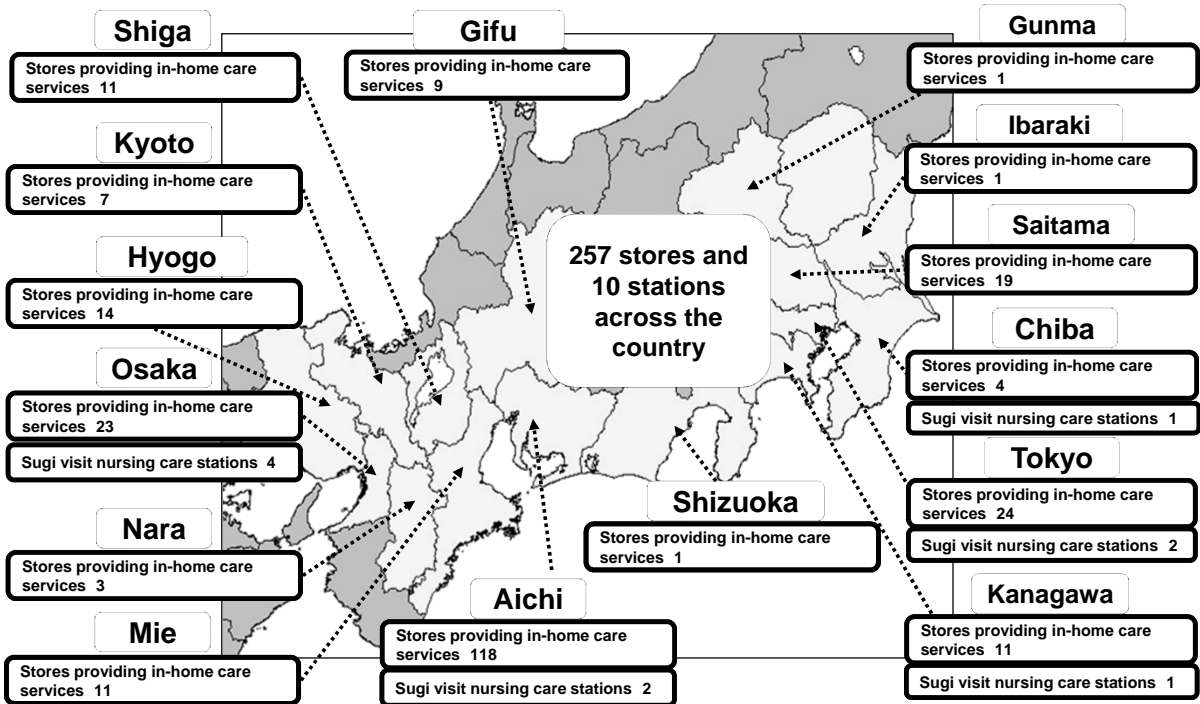 Shiga
Stores providing in-home care
services 11
Kyoto
Stores providing in-home care
services 7
Hyogo
Stores providing in-home care
services 14
Osaka
Stores providing in-home care
services 23
Sugi visit nursing care stations 4
Nara
Stores providing in-home care
services 3
Mie
Stores providing in-home care
services 11
Gifu
Stores providing in-home care
services 9
257 stores and
10 stations
across the
country
Aichi
Stores providing in-home care
services 118
Sugi visit nursing care stations 2
Shizuoka
Stores providing in-home care
services 1
Gunma
Stores providing in-home care
services 1
Ibaraki
Stores providing in-home care
services 1
Saitama
Stores providing in-home care
services 19
Chiba
Stores providing in-home care
services 4
Sugi visit nursing care stations 1
Tokyo
Stores providing in-home care
services 24
Sugi visit nursing care stations 2
Kanagawa
Stores providing in-home care
services 11
Sugi visit nursing care stations 1